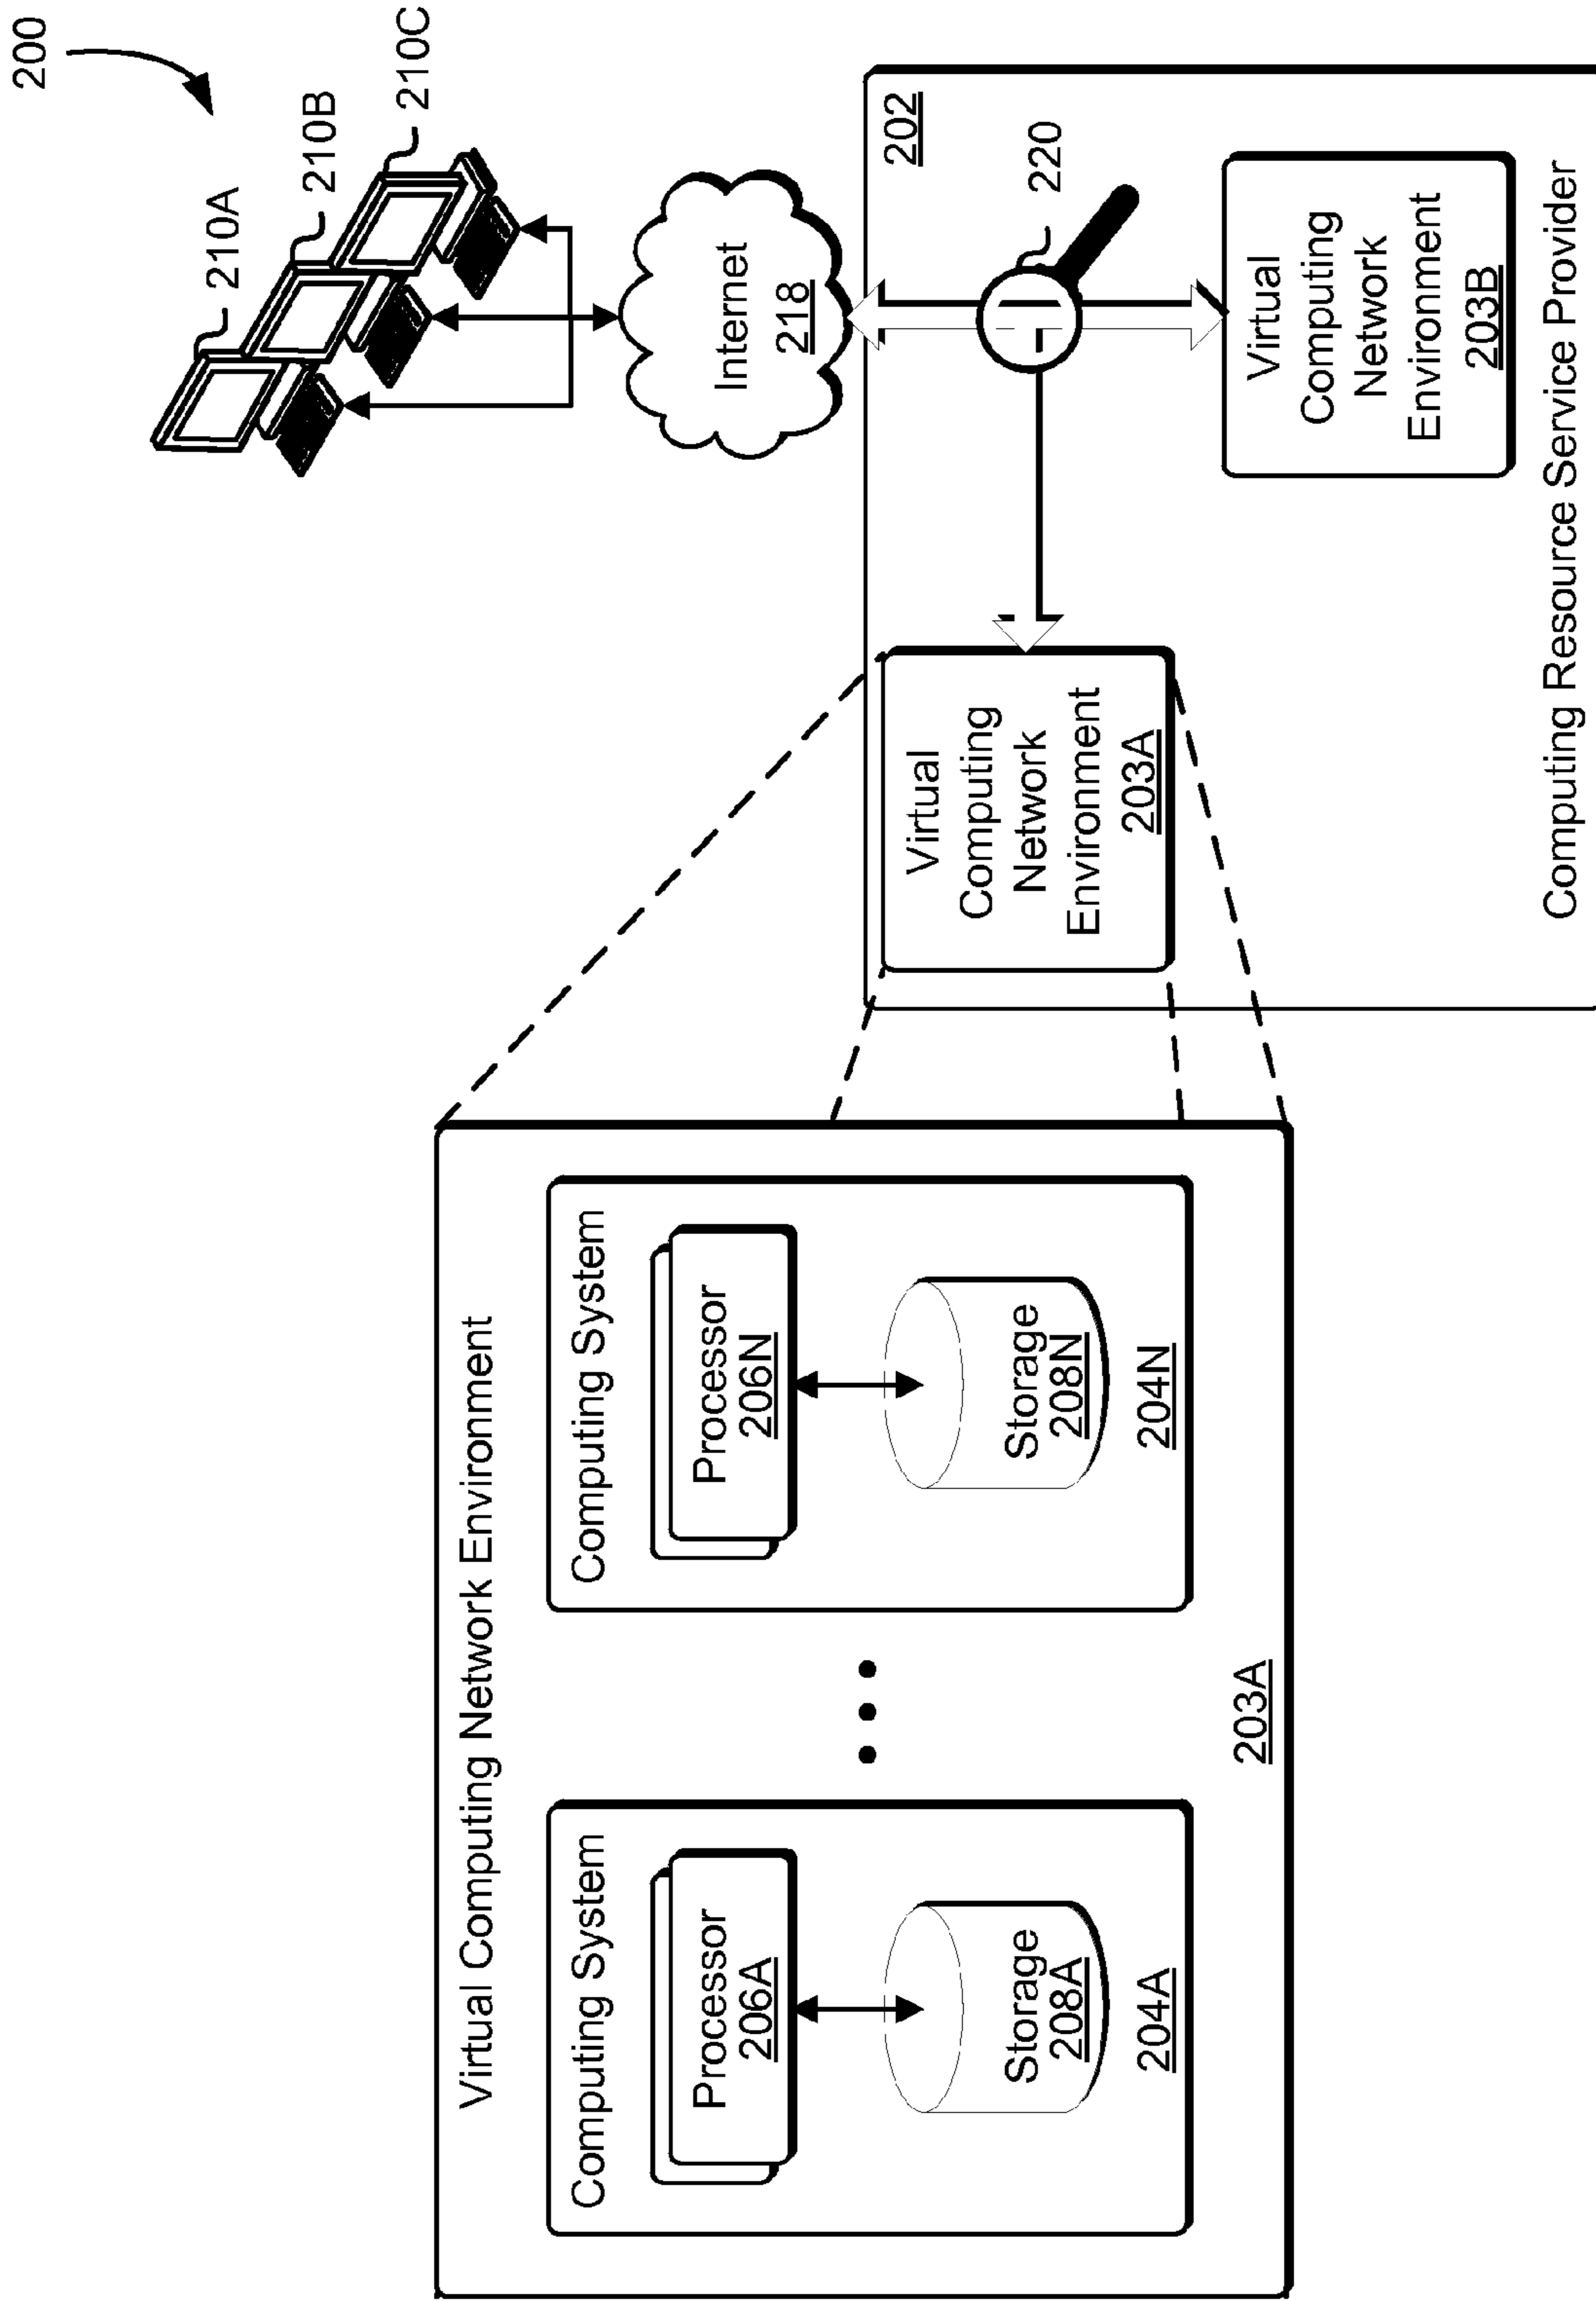 200
210A
210B
210C
Internet
218
202
220
Virtual
Computing
Network
Environment
203A
Virtual
Computing
Network
Environment
203B
Computing Resource Service Provider
Virtual Computing Network Environment
Computing System
Processor
206A
Storage
208A
204A
Computing System
Processor
206N
Storage
208N
204N
203A